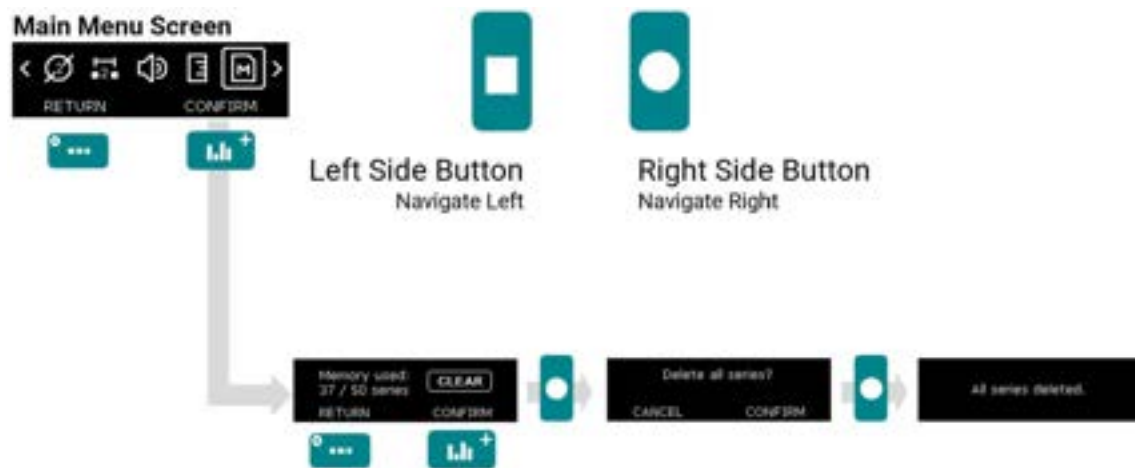 Main Menu Screen
RETURN
CONFIRM
Left Side Button
Navigate Left
Right Side Button
Navigate Right
Memory used:
37 / 50 series
CLEAR
RETURN
CONFIRM
Delete all series?
CANCEL
CONFIRM
All series deleted.